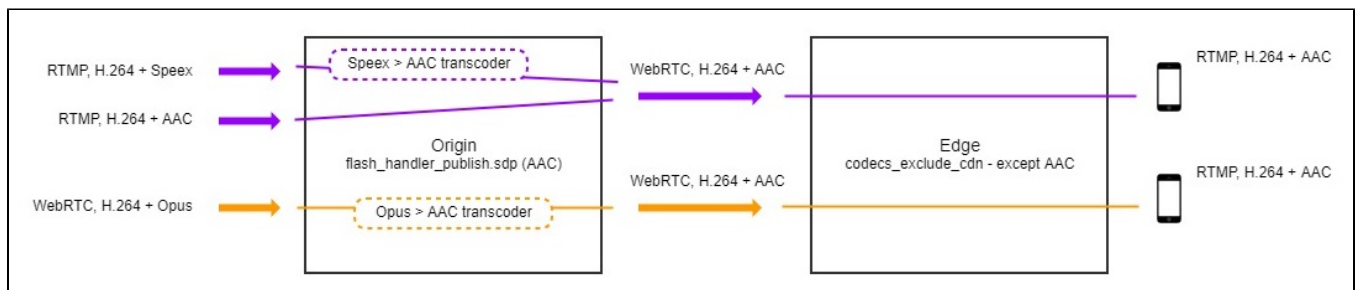 RTMP, H.264 + Speex
Speex > AAC transcoder
WebRTC, H.264 + AAC
RTMP, H.264 + AAC
RTMP, H.264 + AAC
Origin
flash_handler_publish.sdp (AAC)
Edge
codecs_exclude_cdn - except AAC
WebRTC, H.264 + Opus
Opus > AAC transcoder
WebRTC, H.264 + AAC
RTMP, H.264 + AAC